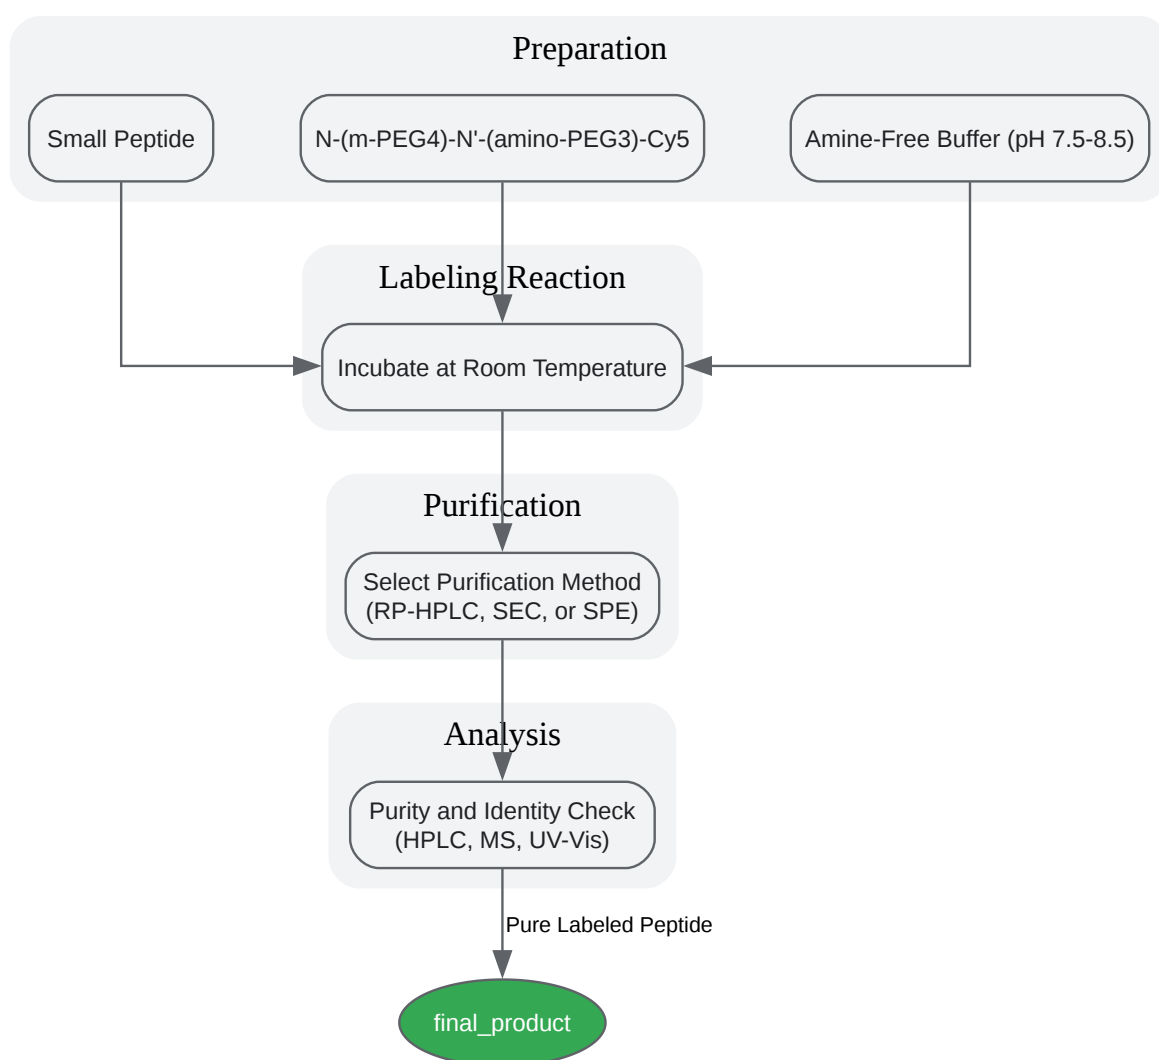 Preparation
Small Peptide
N-(m-PEG4)-N'-(amino-PEG3)-Cy5
Amine-Free Buffer (pH 7.5-8.5)
Labeling Reaction
Incubate at Room Temperature
Purification
Select Purification Method
(RP-HPLC, SEC, or SPE)
Analysis
Purity and Identity Check
(HPLC, MS, UV-Vis)
Pure Labeled Peptide
final_product